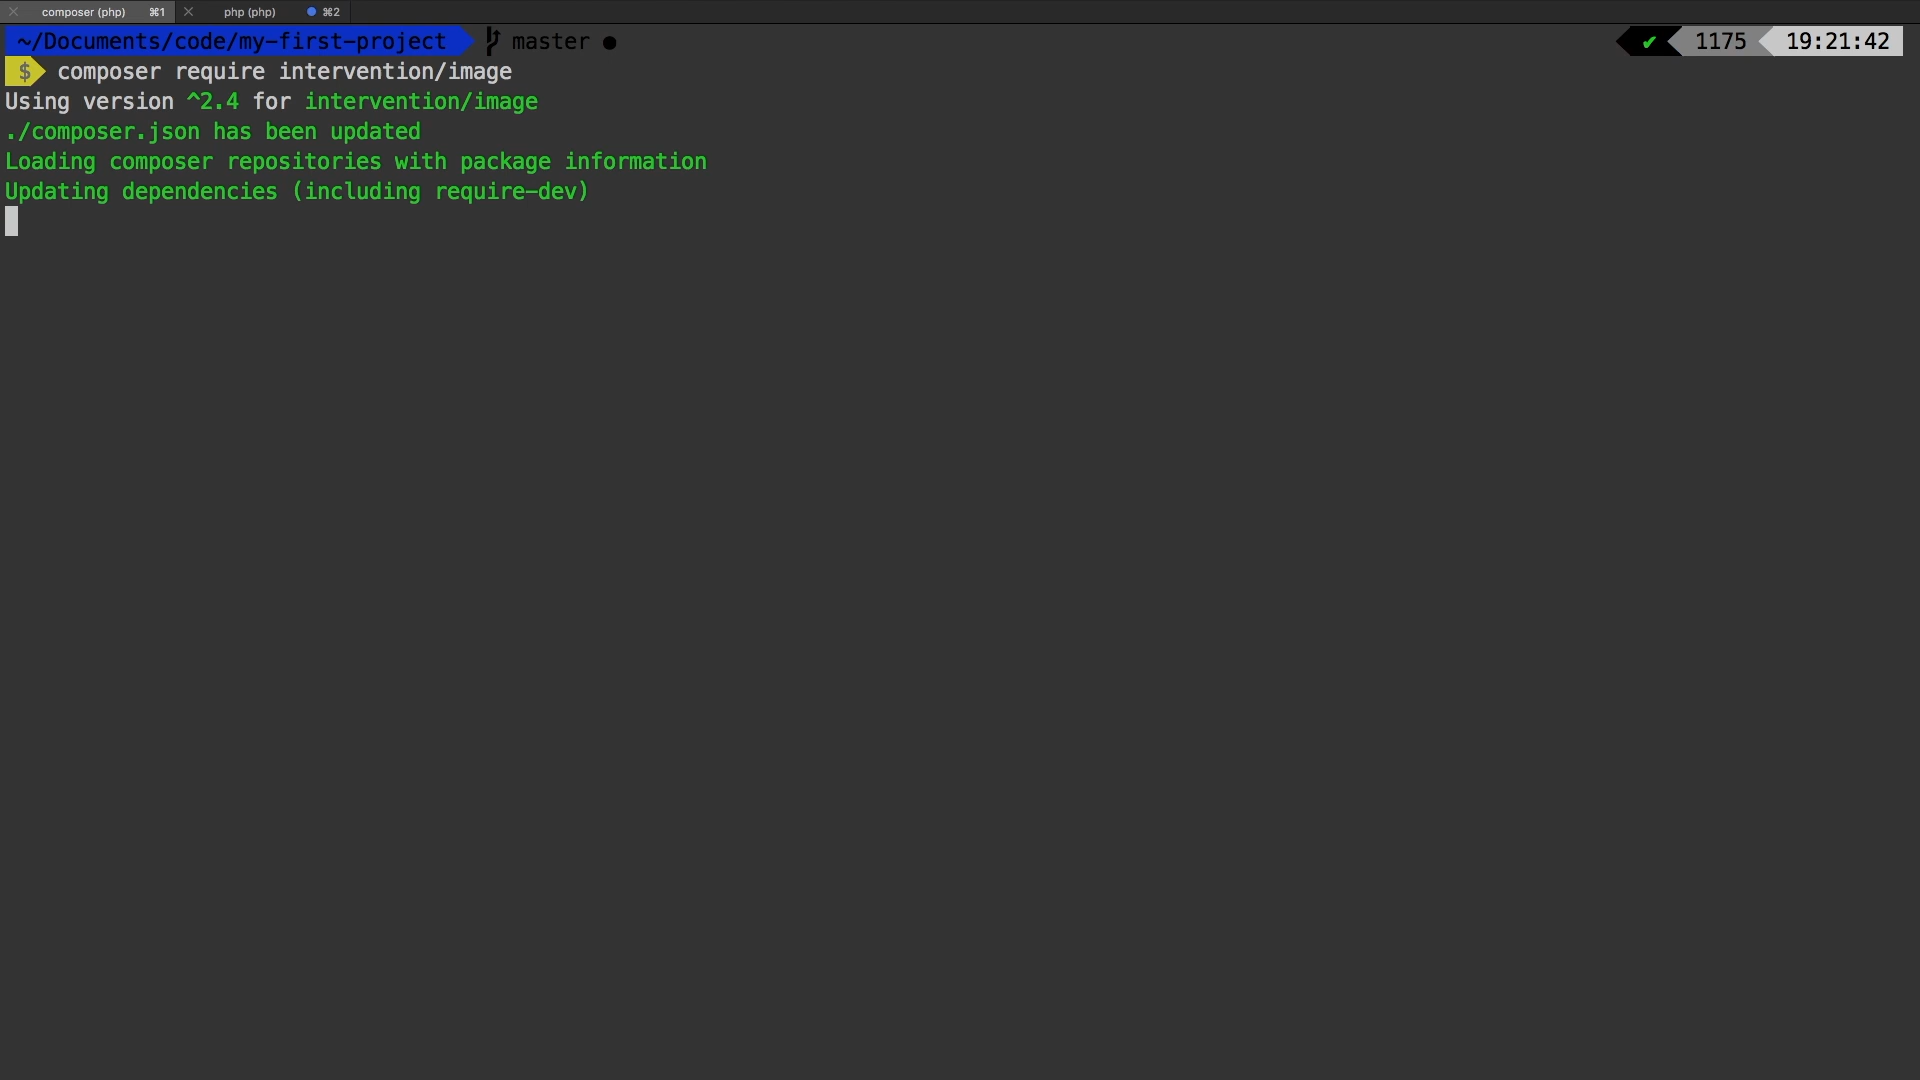 composer (php) ⌘1 php (php) ⌘2
~/Documents/code/my-first-project master ● ✔ 1175 19:21:42
$ composer require intervention/image
Using version ^2.4 for intervention/image
./composer.json has been updated
Loading composer repositories with package information
Updating dependencies (including require-dev)